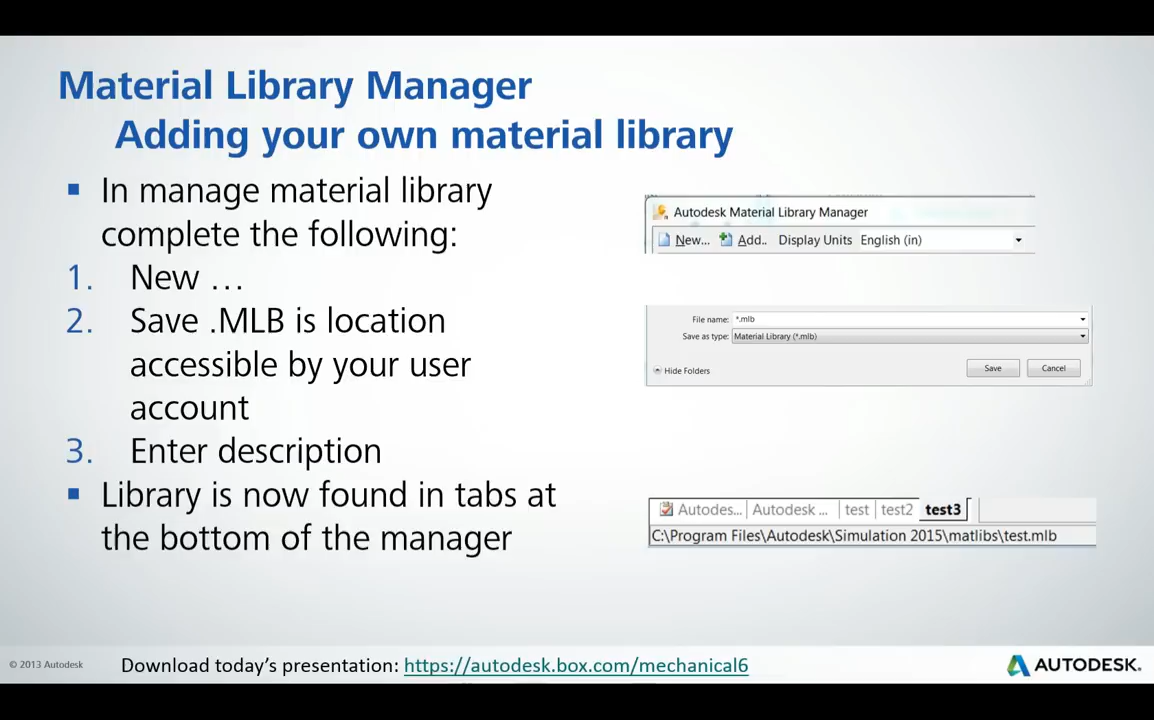 Material Library Manager
Adding your own material library
▪ In manage material library
complete the following:
1. New …
2. Save .MLB is location
accessible by your user
account
3. Enter description
▪ Library is now found in tabs at
the bottom of the manager
Autodesk Material Library Manager
New... Add.. Display Units English (in)
File name: *.mlb
Save as type: Material Library (*.mlb)
Hide Folders Save Cancel
Autodes... Autodesk ... test test2 test3
C:\Program Files\Autodesk\Simulation 2015\matlibs\test.mlb
© 2013 Autodesk
Download today's presentation: https://autodesk.box.com/mechanical6
AUTODESK.